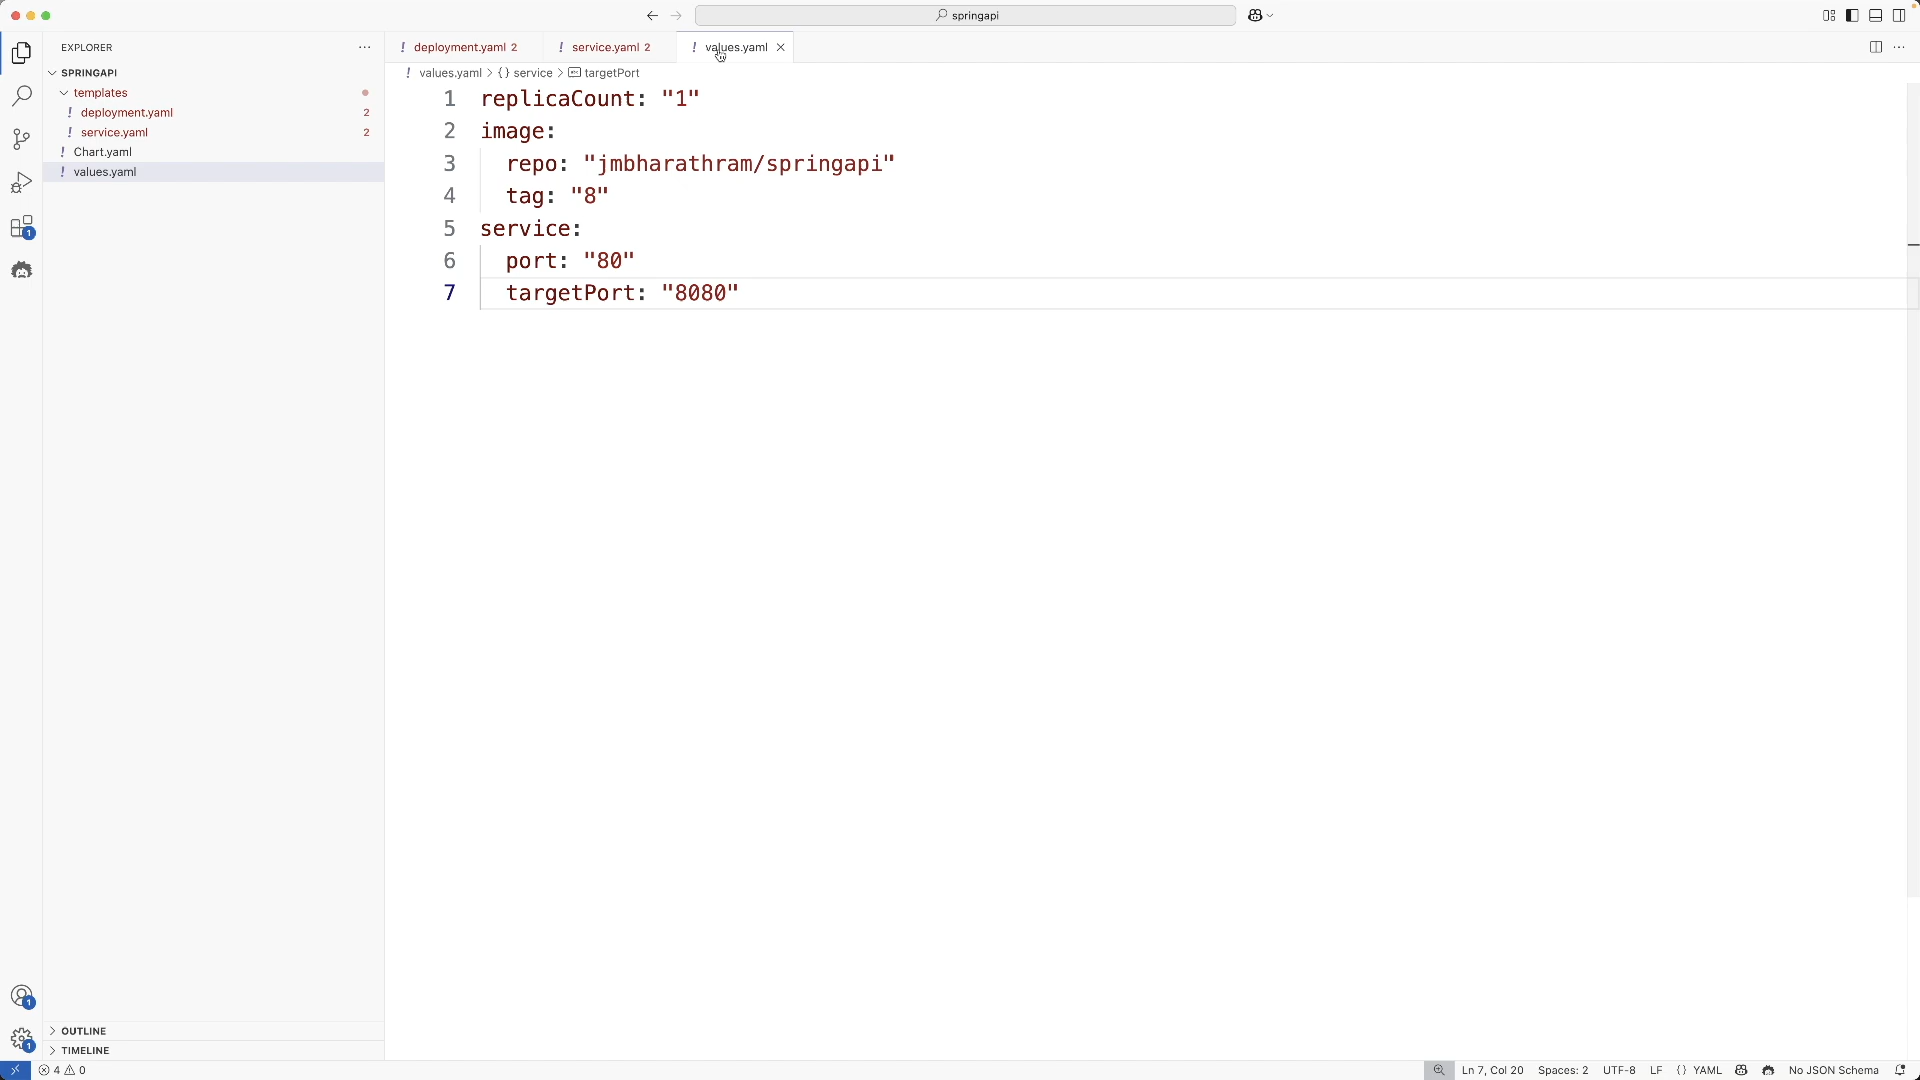 springapi
EXPLORER
SPRINGAPI
templates
! deployment.yaml 2
! service.yaml 2
! Chart.yaml
! values.yaml
! deployment.yaml 2
! service.yaml 2
! values.yaml
! values.yaml > {} service > targetPort
1 replicaCount: "1"
2 image:
3 repo: "jmbharathram/springapi"
4 tag: "8"
5 service:
6 port: "80"
7 targetPort: "8080"
1
1
1
OUTLINE
TIMELINE
4 0
Ln 7, Col 20
Spaces: 2
UTF-8
LF
{} YAML
No JSON Schema